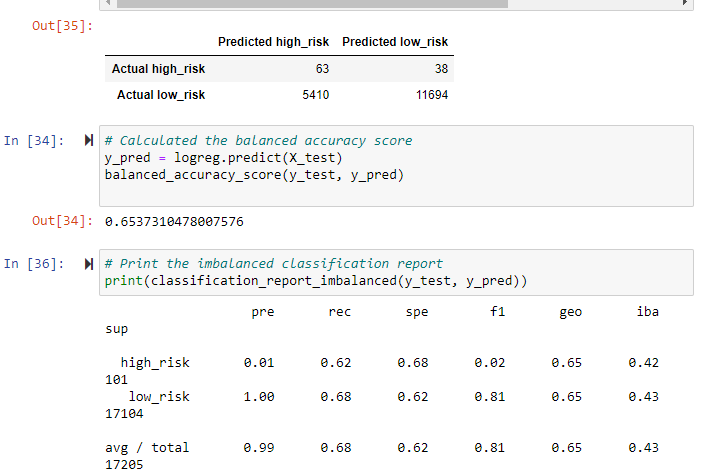 Out[35]:
Predicted high_risk Predicted low_risk
Actual high_risk 63 38
Actual low_risk 5410 11694
In [34]: # Calculated the balanced accuracy score
y_pred = logreg.predict(X_test)
balanced_accuracy_score(y_test, y_pred)
Out[34]: 0.6537310478007576
In [36]: # Print the imbalanced classification report
print(classification_report_imbalanced(y_test, y_pred))
pre rec spe f1 geo iba
sup
high_risk 0.01 0.62 0.68 0.02 0.65 0.42
101
low_risk 1.00 0.68 0.62 0.81 0.65 0.43
17104
avg / total 0.99 0.68 0.62 0.81 0.65 0.43
17205